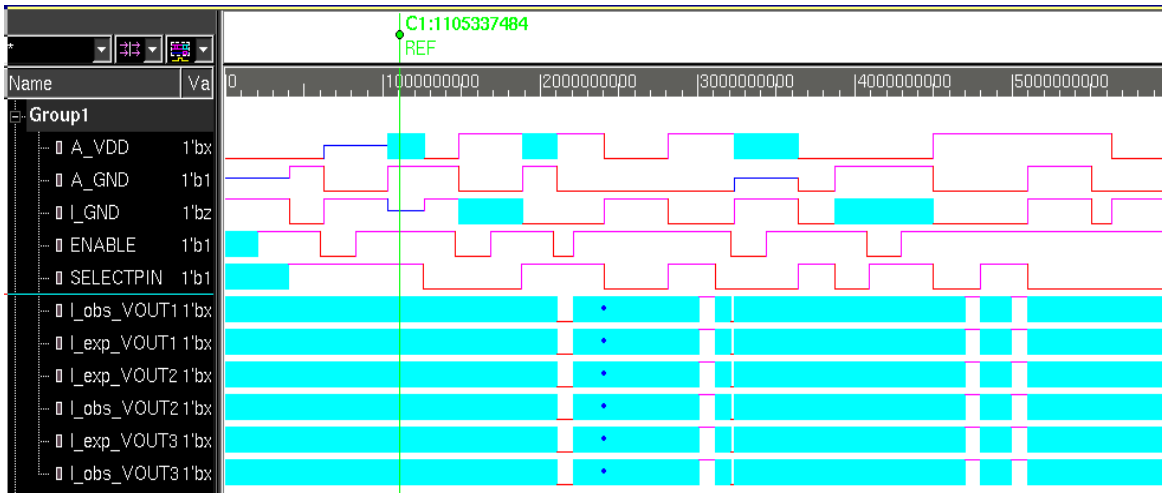 C1:1105337484
REF
*
Name Va
0 1000000000 2000000000 3000000000 4000000000 5000000000
Group1
A_VDD 1'bx
A_GND 1'b1
I_GND 1'bz
ENABLE 1'b1
SELECTPIN 1'b1
I_obs_VOUT1 1'bx
I_exp_VOUT1 1'bx
I_exp_VOUT2 1'bx
I_obs_VOUT2 1'bx
I_exp_VOUT3 1'bx
I_obs_VOUT3 1'bx